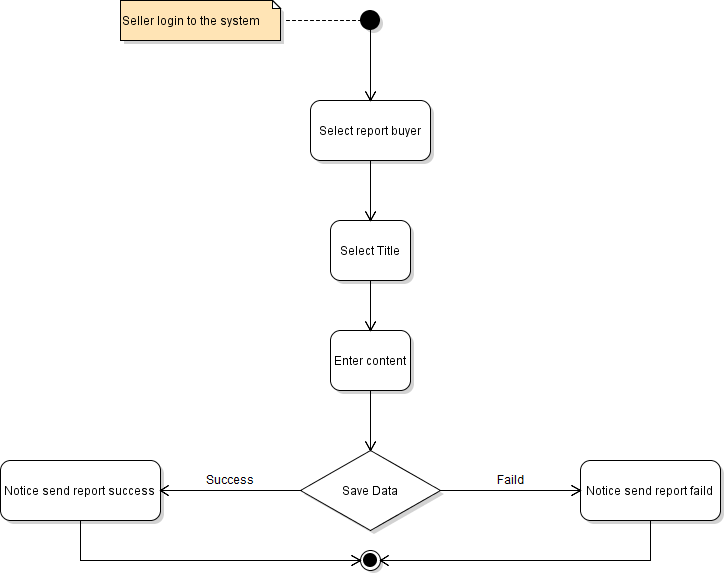 Seller login to the system
Select report buyer
Select Title
Enter content
Success
Save Data
Faild
Notice send report success
Notice send report faild